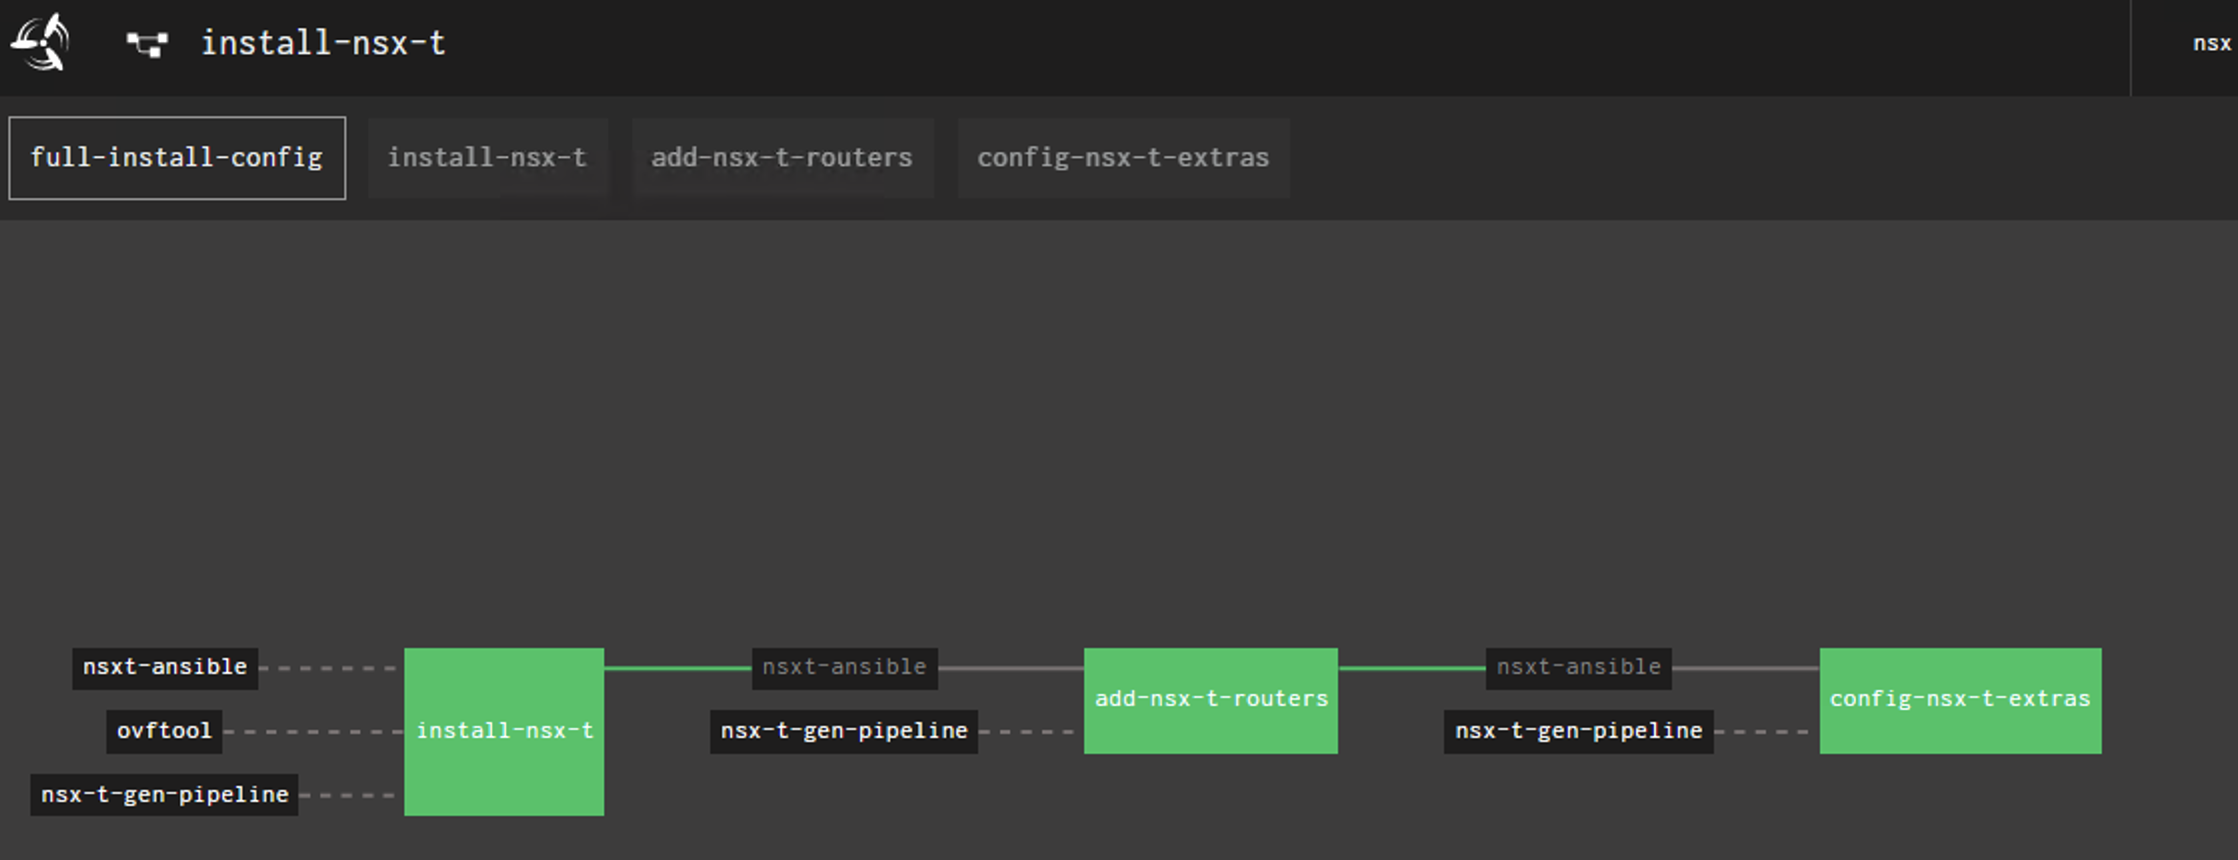 install-nsx-t
nsx
full-install-config install-nsx-t add-nsx-t-routers config-nsx-t-extras
nsxt-ansible
ovftool
nsx-t-gen-pipeline
install-nsx-t
nsxt-ansible
nsx-t-gen-pipeline
add-nsx-t-routers
nsxt-ansible
nsx-t-gen-pipeline
config-nsx-t-extras